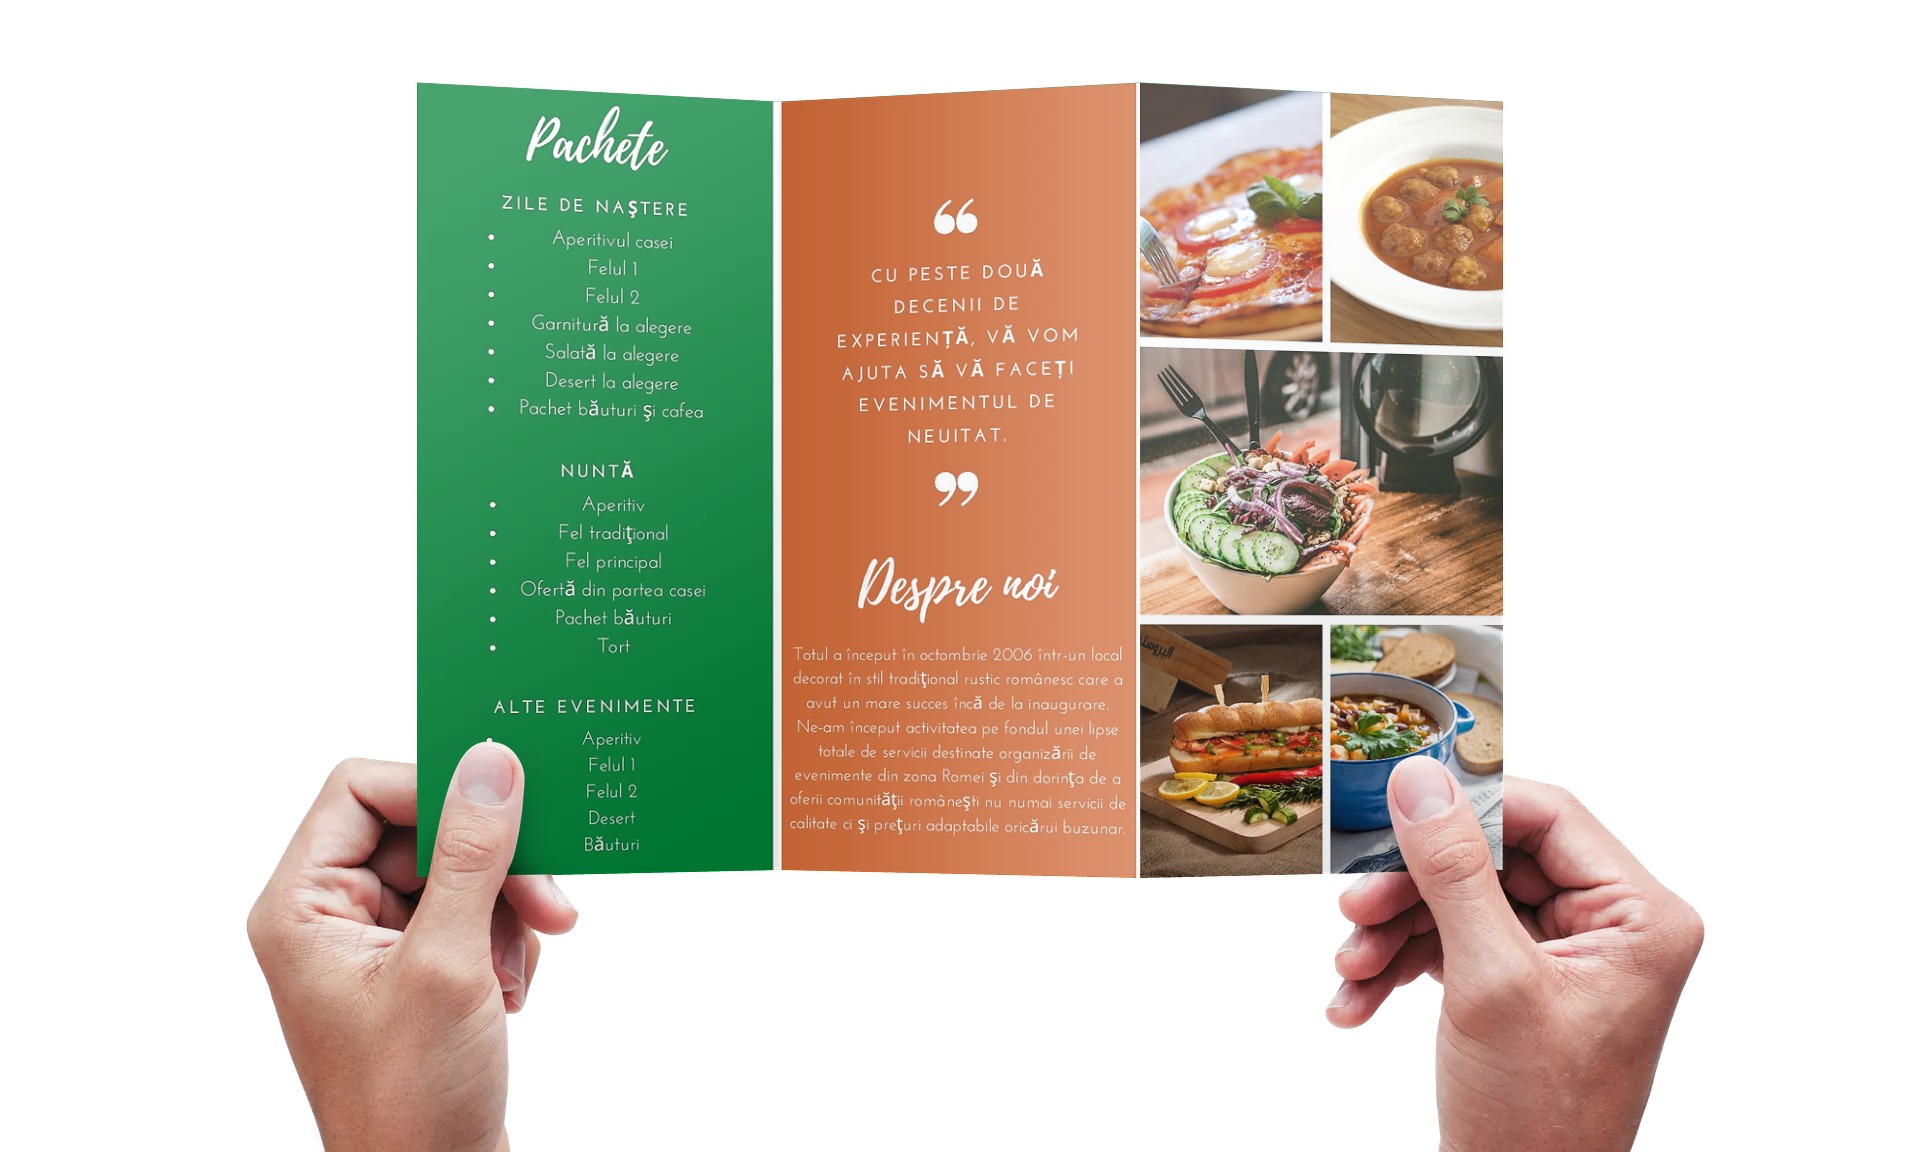 Pachete
ZILE DE NAŞTERE
• Aperitivul casei
• Felul 1
• Felul 2
• Garnitură la alegere
• Salată la alegere
• Desert la alegere
• Pachet băuturi şi cafea
NUNTĂ
• Aperitiv
• Fel tradiţional
• Fel principal
• Ofertă din partea casei
• Pachet băuturi
• Tort
ALTE EVENIMENTE
• Aperitiv
Felul 1
Felul 2
Desert
Băuturi
“
CU PESTE DOUĂ
DECENII DE
EXPERIENȚĂ, VĂ VOM
AJUTA SĂ VĂ FACEȚI
EVENIMENTUL DE
NEUITAT.
”
Despre noi
Totul a început în octombrie 2006 într-un local
decorat în stil tradiţional rustic românesc care a
avut un mare succes încă de la inaugurare.
Ne-am început activitatea pe fondul unei lipse
totale de servicii destinate organizării de
evenimente din zona Romei şi din dorinţa de a
oferii comunităţii româneşti nu numai servicii de
calitate ci şi preţuri adaptabile oricărui buzunar.